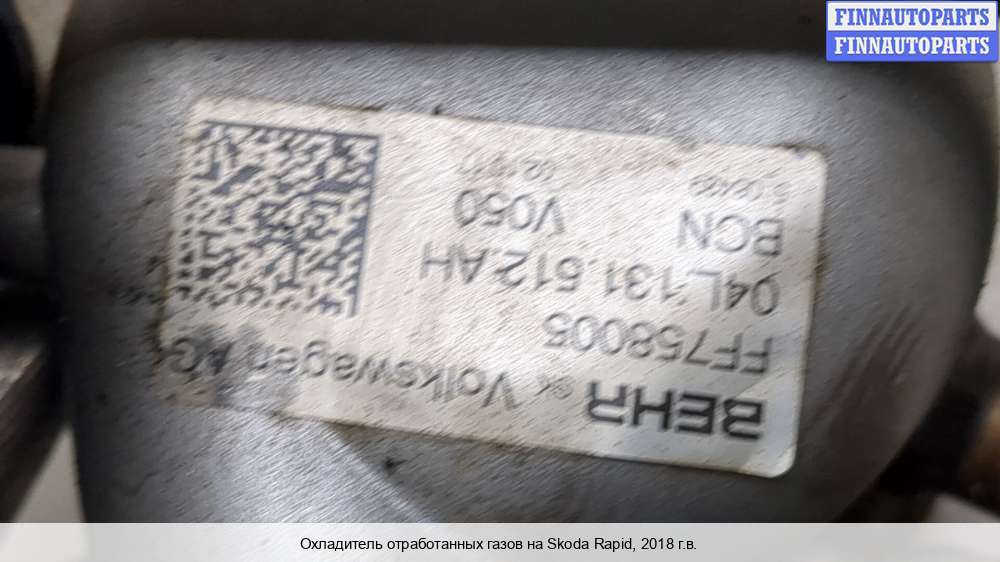 FINNAUTOPARTS
FINNAUTOPARTS
BEHR SK Volkswagen AG
FF758005
04L.131.512.AH
BCN V050
Охладитель отработанных газов на Skoda Rapid, 2018 г.в.